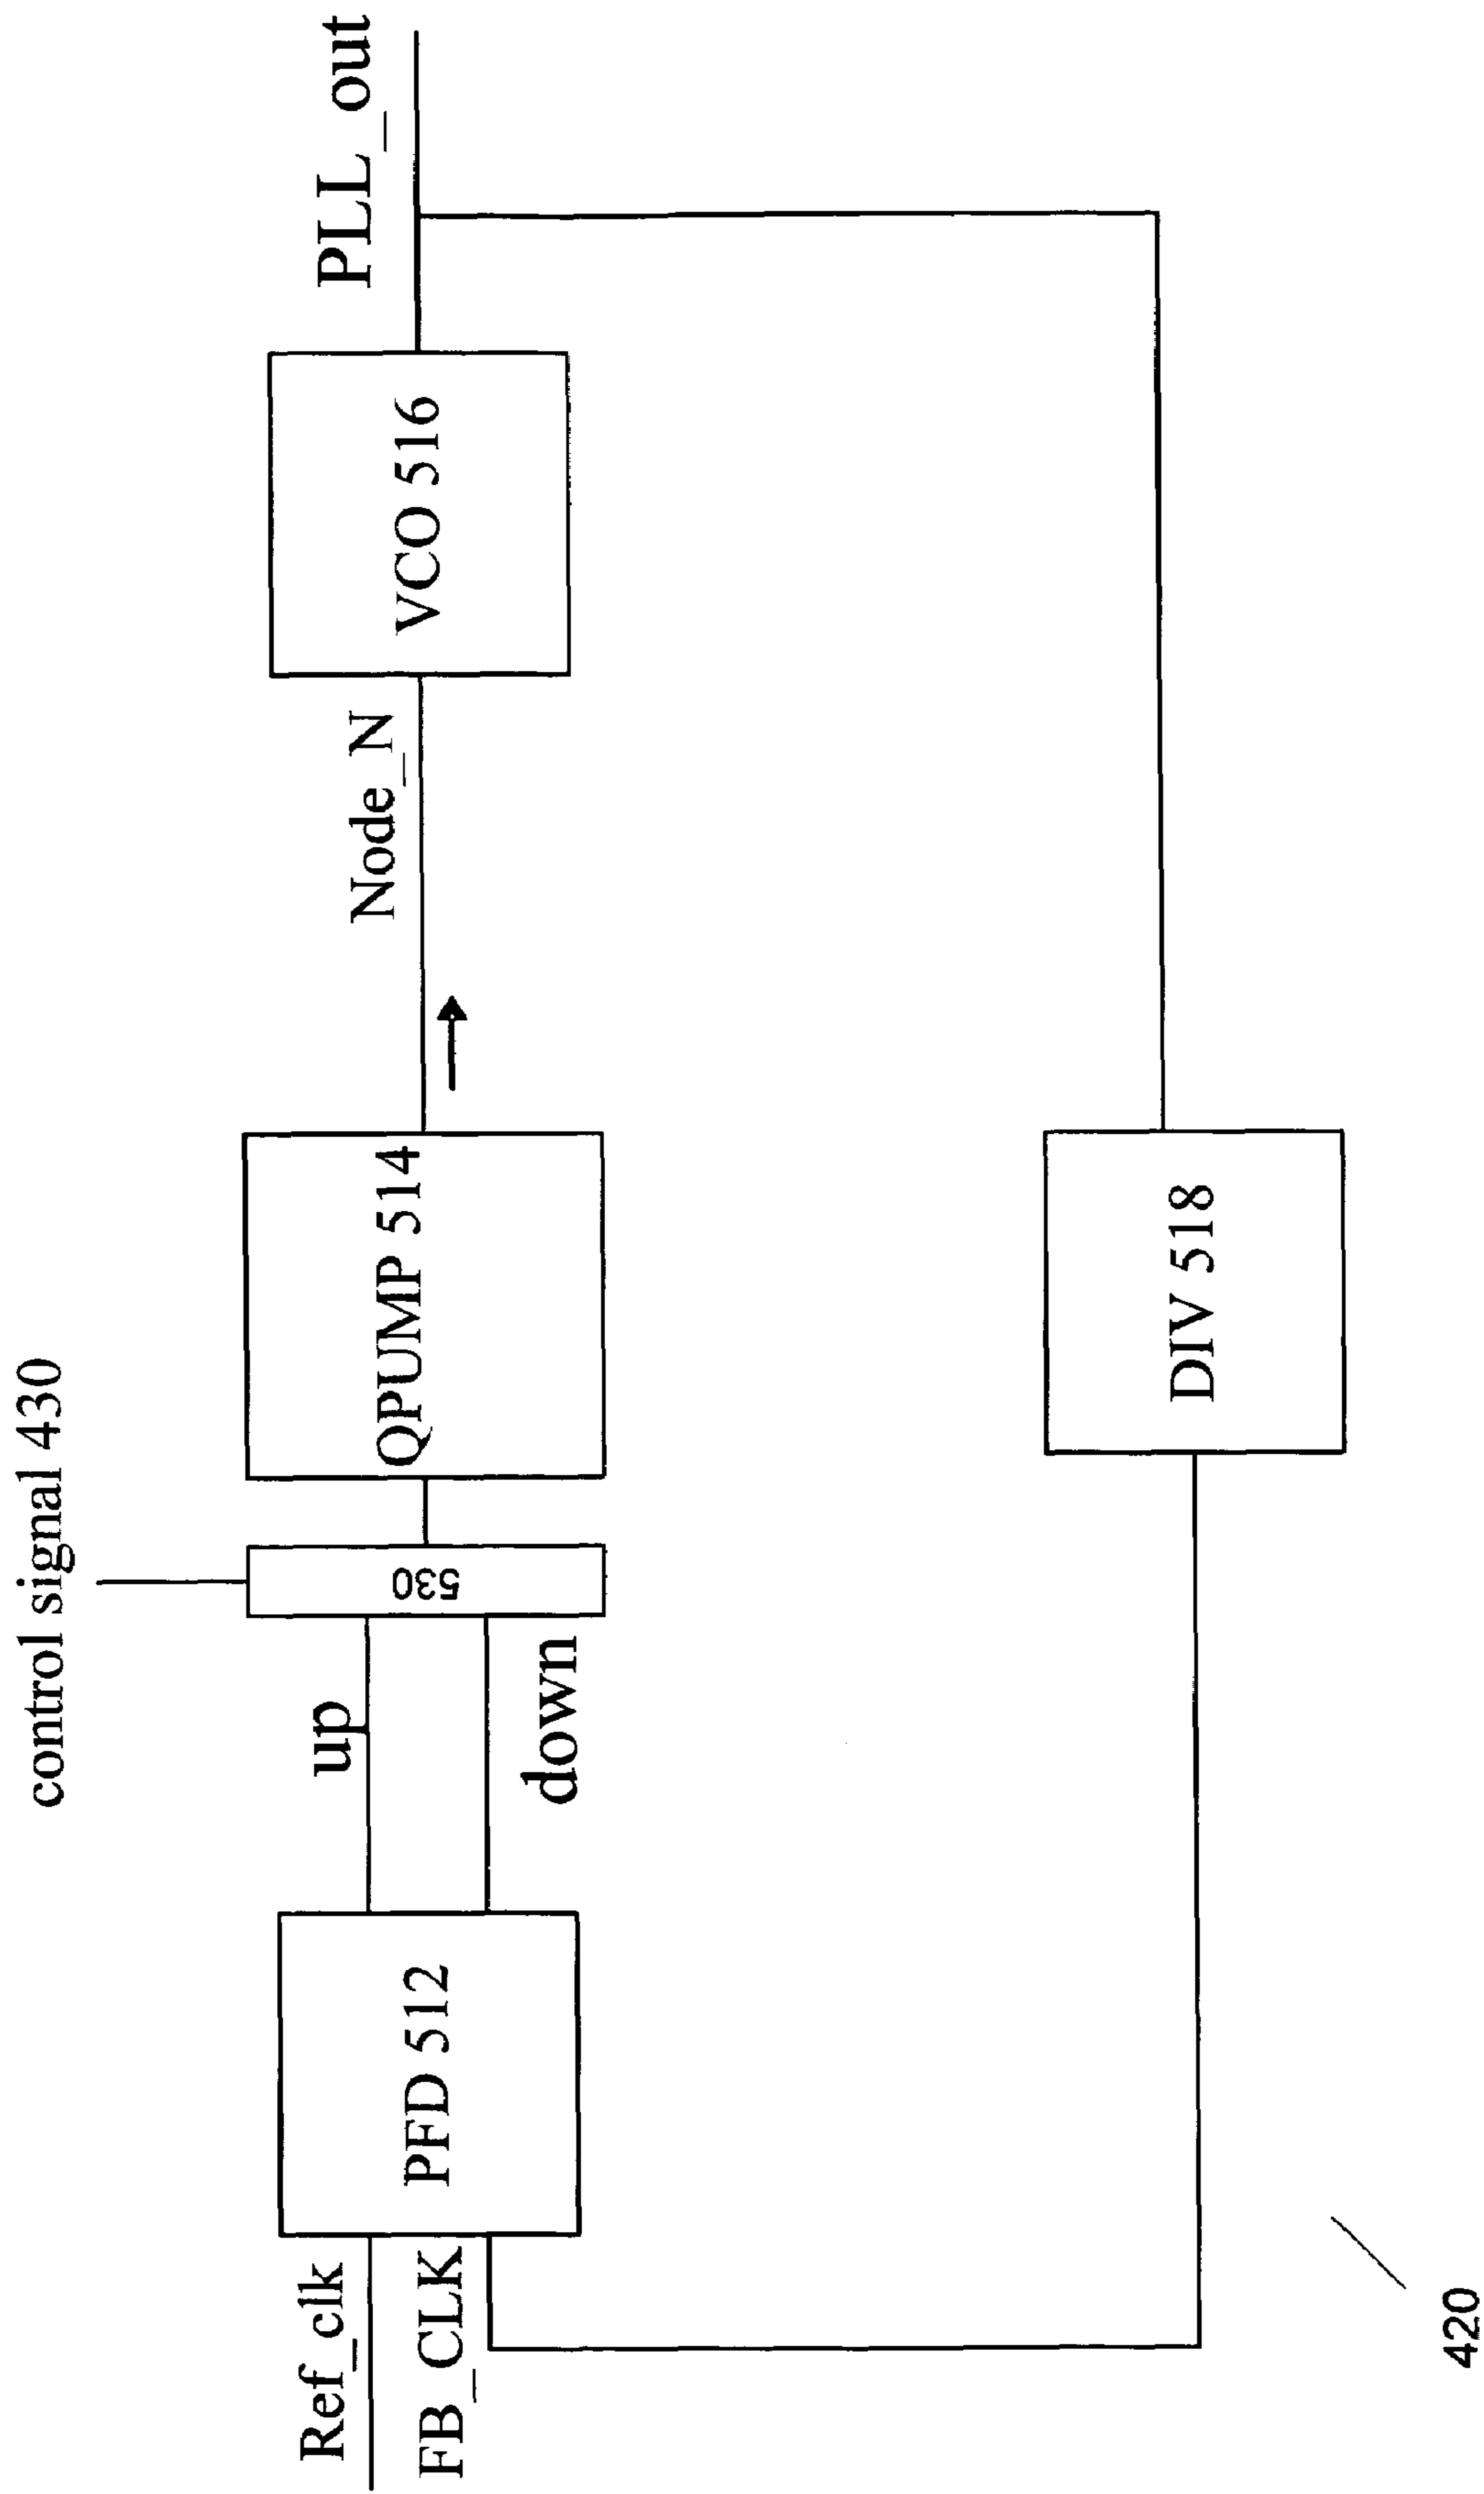 control signal 430
Ref_clk
FB_CLK
PFD 512
up
down
530
QPUMP 514
Node_N
VCO 516
PLL_out
DIV 518
420